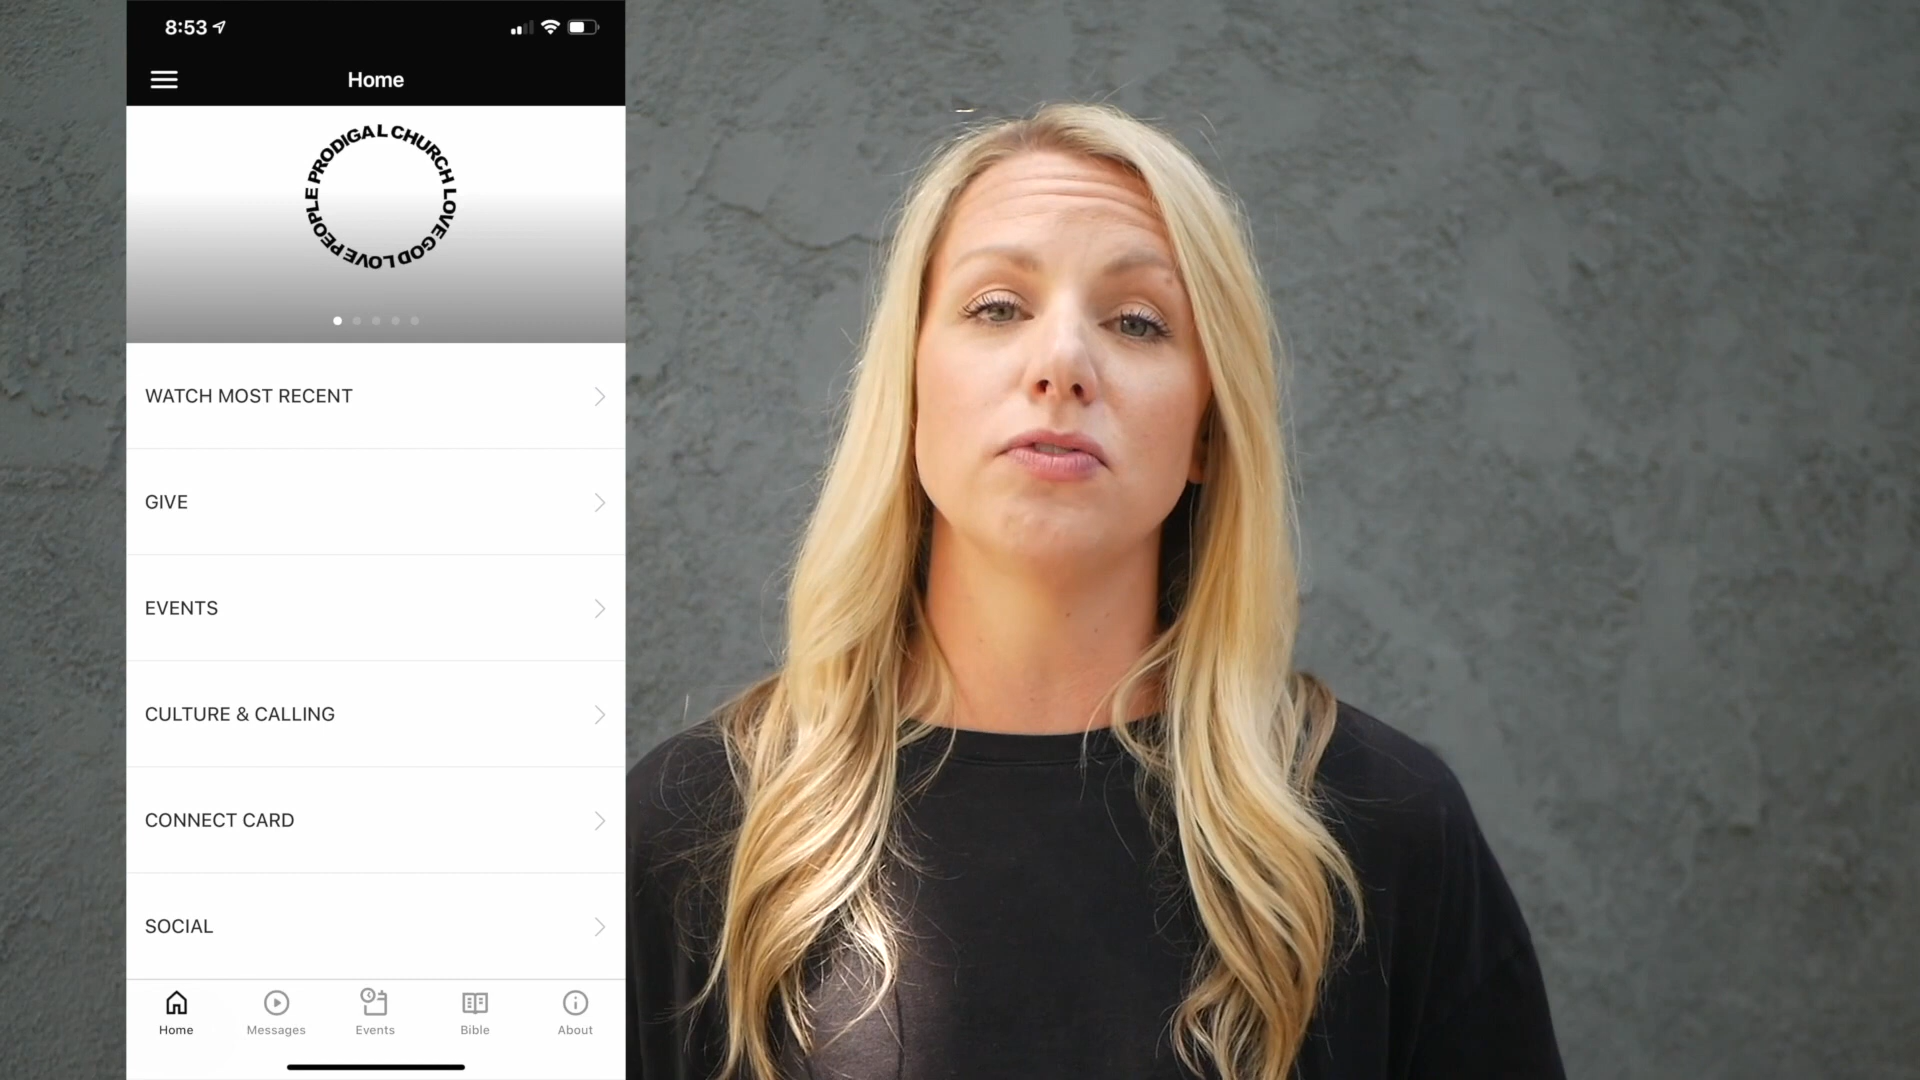 8:53
Home
PRODIGAL CHURCH LOVE GOD LOVE PEOPLE
WATCH MOST RECENT
GIVE
EVENTS
CULTURE & CALLING
CONNECT CARD
SOCIAL
Home
Messages
Events
Bible
About